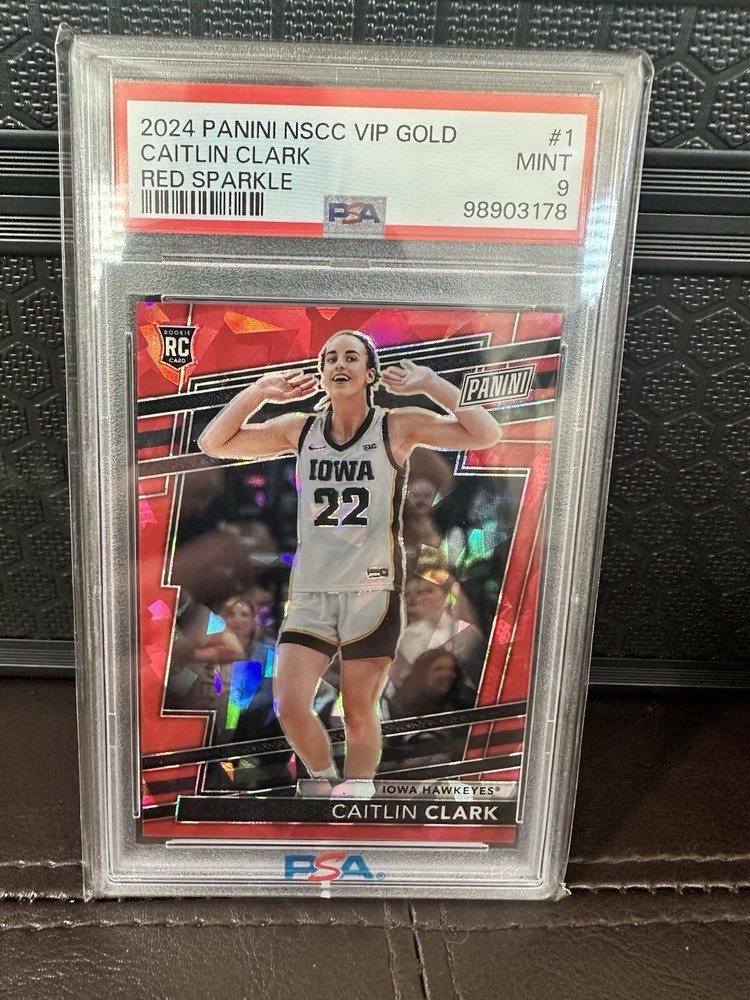 2024 PANINI NSCC VIP GOLD #1
CAITLIN CLARK MINT
RED SPARKLE 9
PSA 98903178
ROOKIE
RC
CARD
PANINI
IOWA
22
IOWA HAWKEYES®
CAITLIN CLARK
PSA®